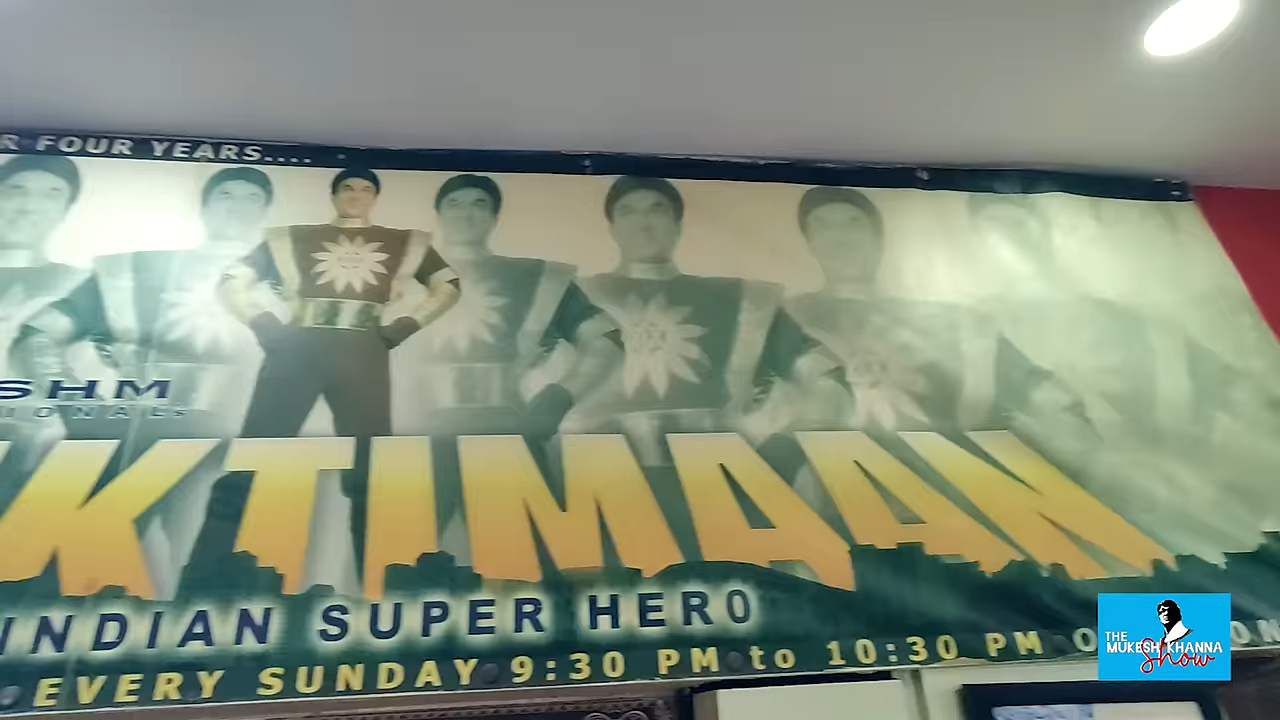 R FOUR YEARS....
SHM
IONALS
KTIMAAN
INDIAN SUPER HERO
EVERY SUNDAY 9:30 PM to 10:30 PM O
THE
MUKESH KHANNA
Show